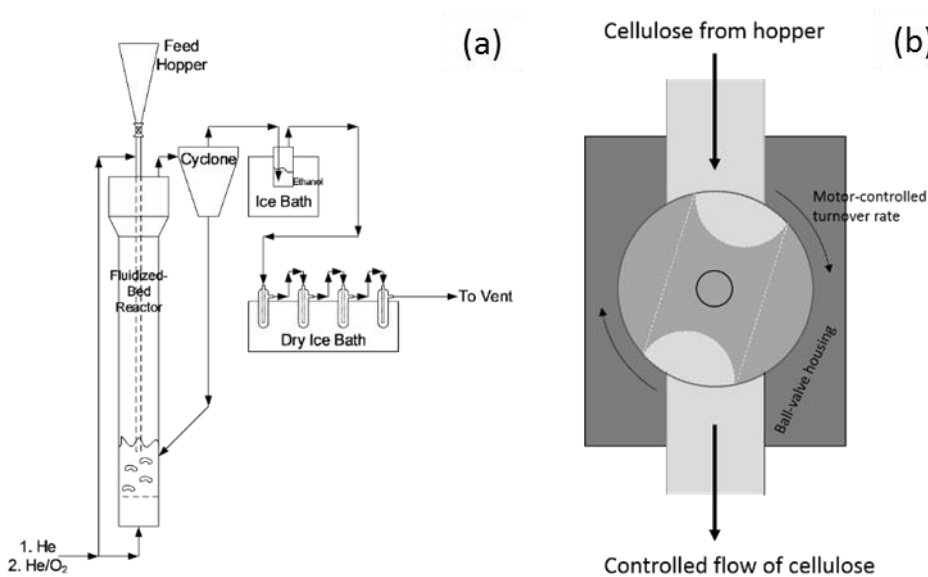 (a)
Feed
Hopper
Cyclone
Ethanol
Ice Bath
Fluidized-
Bed
Reactor
To Vent
Dry Ice Bath
1. He
2. He/O₂
(b)
Cellulose from hopper
Motor-controlled
turnover rate
Ball-valve housing
Controlled flow of cellulose